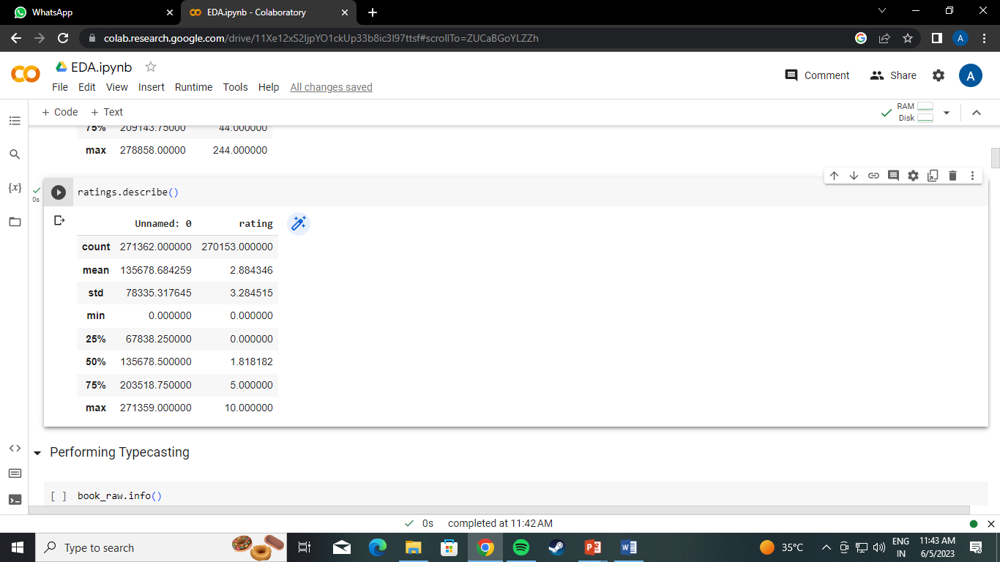 WhatsApp
EDA.ipynb - Colaboratory
colab.research.google.com/drive/11Xe12xS2IjpYO1ckUp33b8ic3I97ttsf#scrollTo=ZUCaBGoYLZZh
A
EDA.ipynb
File Edit View Insert Runtime Tools Help All changes saved
Comment Share A
+ Code + Text
RAM
Disk
75% 209143.75000 44.000000
max 278858.00000 244.000000
{x}
0s
ratings.describe()
Unnamed: 0 rating
count 271362.000000 270153.000000
mean 135678.684259 2.884346
std 78335.317645 3.284515
min 0.000000 0.000000
25% 67838.250000 0.000000
50% 135678.500000 1.818182
75% 203518.750000 5.000000
max 271359.000000 10.000000
Performing Typecasting
[ ] book_raw.info()
0s completed at 11:42 AM
Type to search
35°C
ENG
IN
11:43 AM
6/5/2023